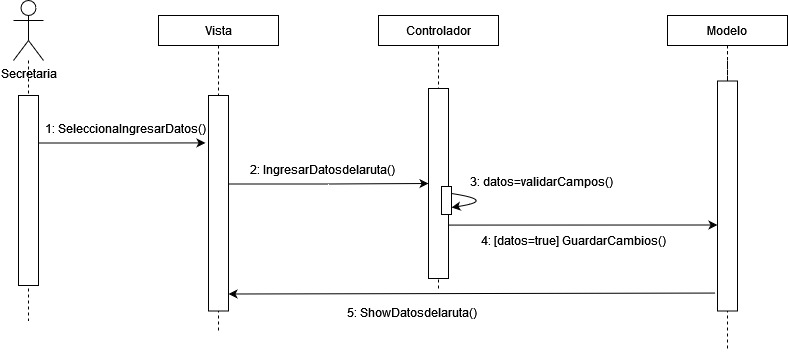 Vista
Controlador
Modelo
Secretaria
1: SeleccionaIngresarDatos()
2: IngresarDatosdelaruta()
3: datos=validarCampos()
4: [datos=true] GuardarCambios()
5: ShowDatosdelaruta()